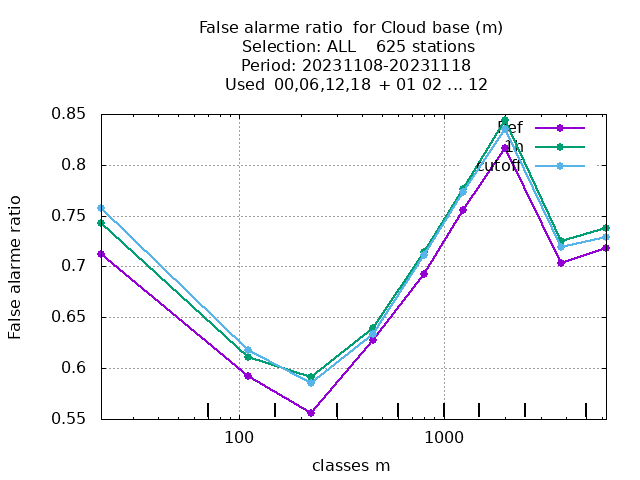 False alarme ratio  for Cloud base (m)
Selection: ALL    625 stations
Period: 20231108-20231118
Used  00,06,12,18 + 01 02 ... 12
0.85
0.8
0.75
0.7
0.65
0.6
0.55
False alarme ratio
Ref
1h
cutoff
100
1000
classes m